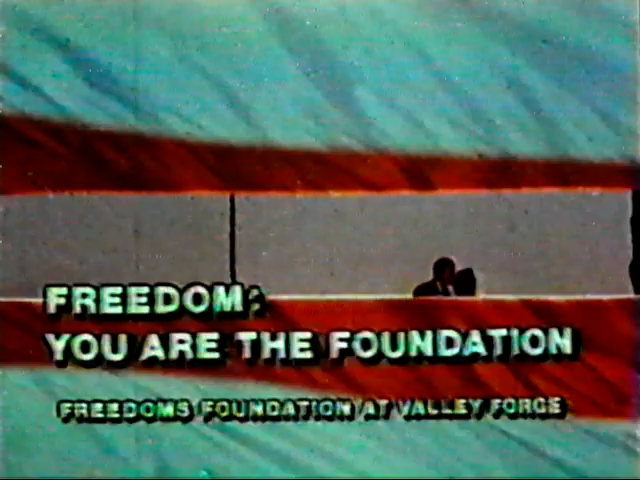 FREEDOM:
YOU ARE THE FOUNDATION
FREEDOMS FOUNDATION AT VALLEY FORGE